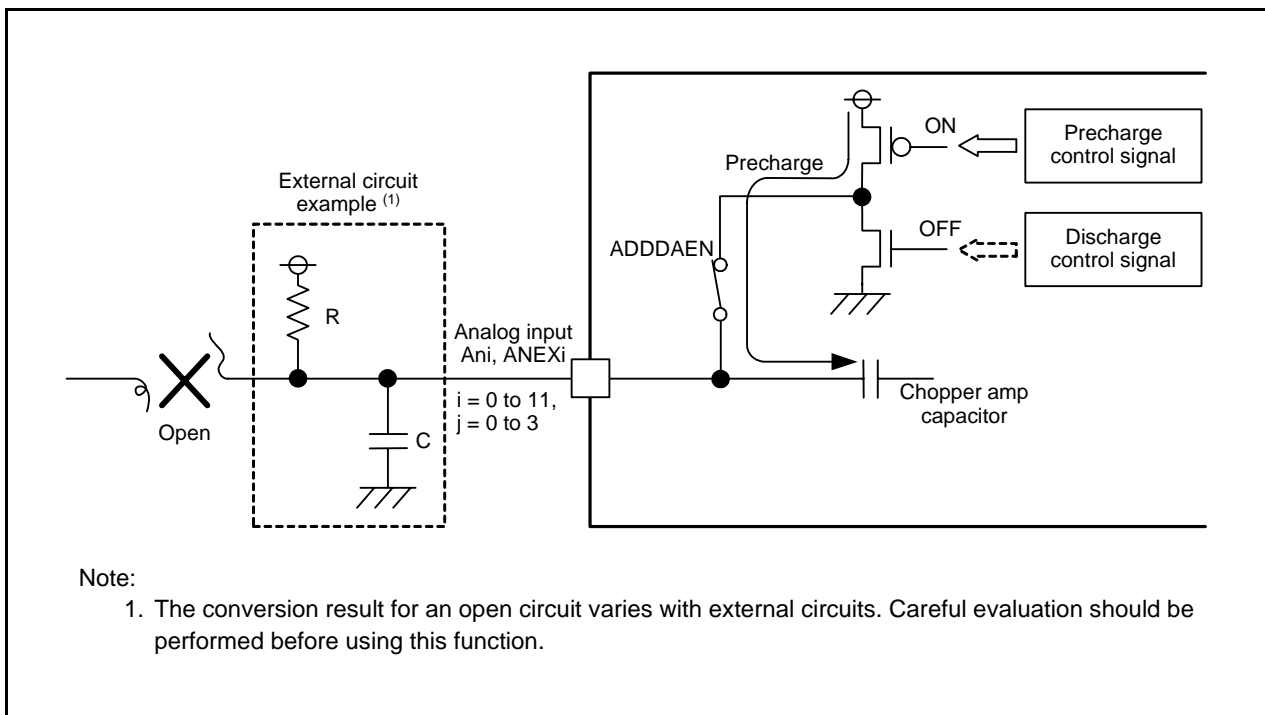 ON
Precharge
control signal
Precharge
External circuit
example (1)
OFF
Discharge
control signal
ADDDAEN
R
Analog input
Ani, ANEXi
i = 0 to 11,
j = 0 to 3
Chopper amp
capacitor
Open
C
Note:
1. The conversion result for an open circuit varies with external circuits. Careful evaluation should be
performed before using this function.